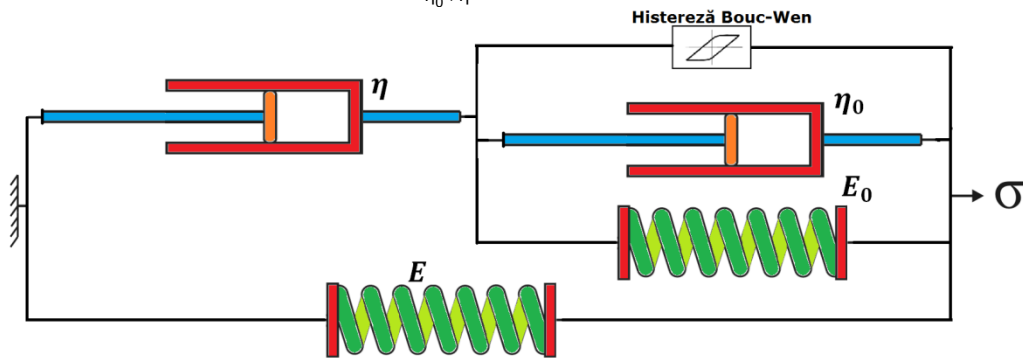 Histereză Bouc-Wen
η
η₀
E₀
σ
E